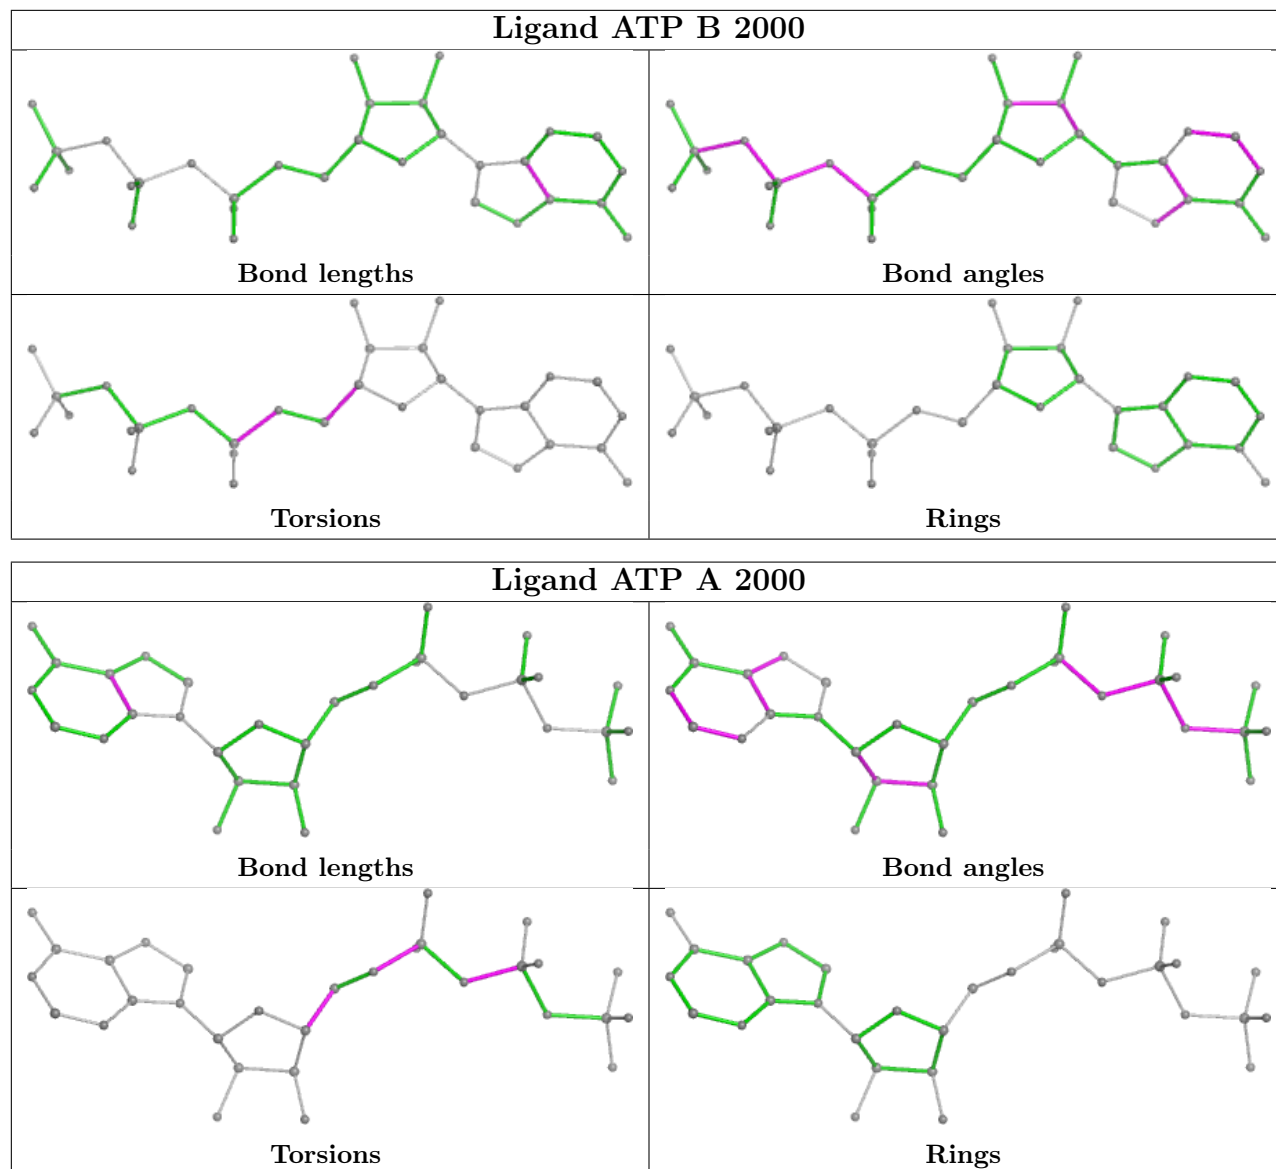 Ligand ATP B 2000
Bond lengths
Bond angles
Torsions
Rings
Ligand ATP A 2000
Bond lengths
Bond angles
Torsions
Rings